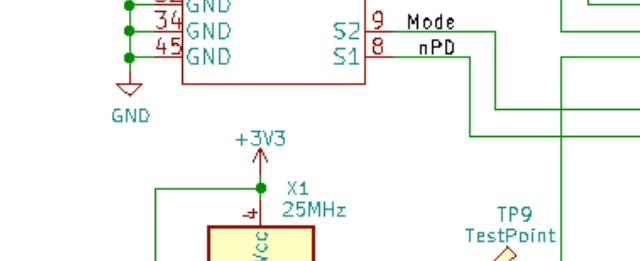 GND
34 GND
45 GND
S2 9 Mode
S1 8 nPD
GND
+3V3
X1
25MHz
4
Vcc
TP9
TestPoint